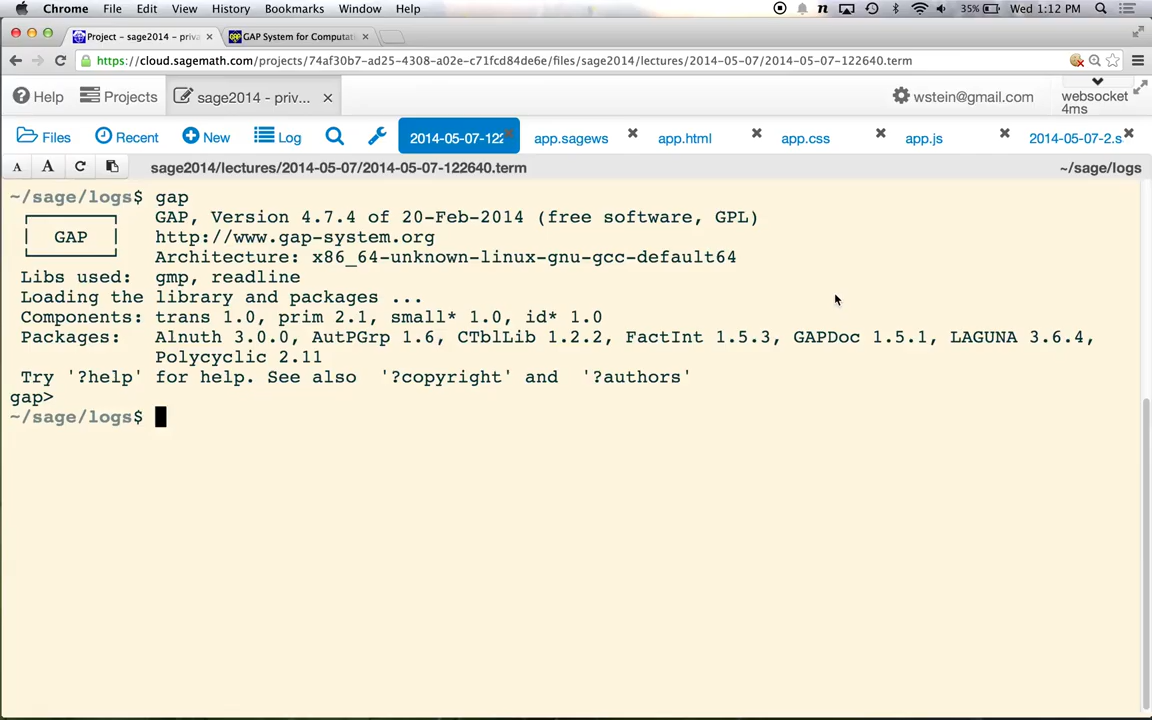 Chrome File Edit View History Bookmarks Window Help 35% Wed 1:12 PM
Project – sage2014 – priva × GAP System for Computati ×
https://cloud.sagemath.com/projects/74af30b7-ad25-4308-a02e-c71fcd84de6e/files/sage2014/lectures/2014-05-07/2014-05-07-122640.term
Help Projects sage2014 - priv... × wstein@gmail.com websocket
4ms
Files Recent New Log 2014-05-07-122 app.sagews app.html app.css app.js 2014-05-07-2.s
A A sage2014/lectures/2014-05-07/2014-05-07-122640.term ~/sage/logs
~/sage/logs$ gap
GAP, Version 4.7.4 of 20-Feb-2014 (free software, GPL)
GAP http://www.gap-system.org
Architecture: x86_64-unknown-linux-gnu-gcc-default64
Libs used: gmp, readline
Loading the library and packages ...
Components: trans 1.0, prim 2.1, small* 1.0, id* 1.0
Packages: Alnuth 3.0.0, AutPGrp 1.6, CTblLib 1.2.2, FactInt 1.5.3, GAPDoc 1.5.1, LAGUNA 3.6.4,
Polycyclic 2.11
Try '?help' for help. See also '?copyright' and '?authors'
gap>
~/sage/logs$